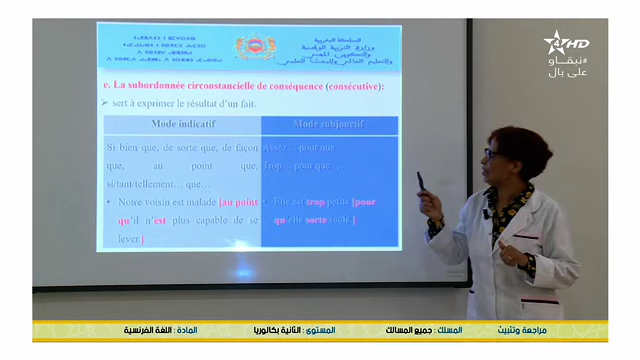 المملكة المغربية
وزارة التربية الوطنية
والتعليم العالي والبحث العلمي
4 HD
#نبقاو
على بال
e. La subordonnée circonstancielle de conséquence (consécutive):
➢ sert à exprimer le résultat d'un fait.
Mode indicatif
Mode subjonctif
Si bien que, de sorte que, de façon
que, au point que,
si/tant/tellement… que…
Assez… pour que
Trop… pour que ….
• Notre voisin est malade [au point
qu'il n'est plus capable de se
lever.]
• Elle est trop petite [pour
qu'elle sorte seule.]
مراجعة وتثبيت
المسلك : جميع المسالك
المستوى : الثانية بكالوريا
المادة : اللغة الفرنسية